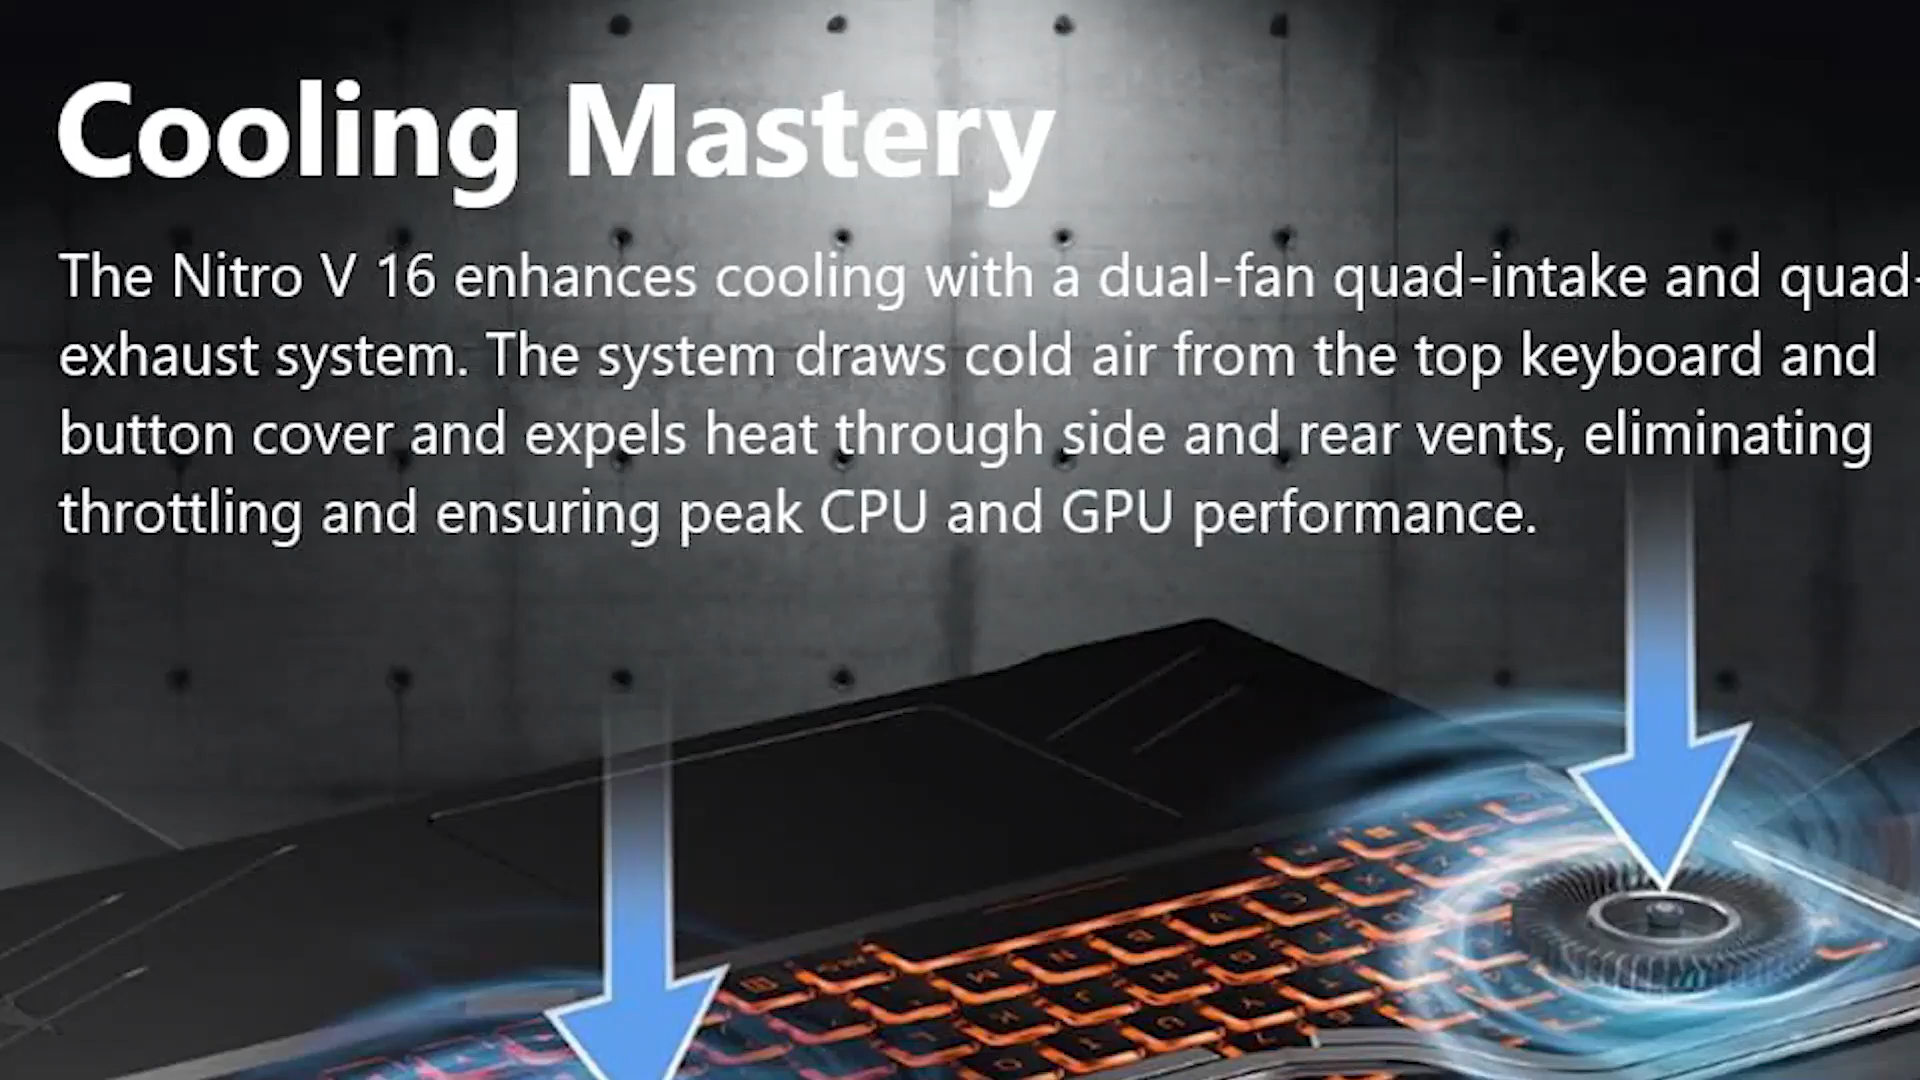 Cooling Mastery
The Nitro V 16 enhances cooling with a dual-fan quad-intake and quad-
exhaust system. The system draws cold air from the top keyboard and
button cover and expels heat through side and rear vents, eliminating
throttling and ensuring peak CPU and GPU performance.